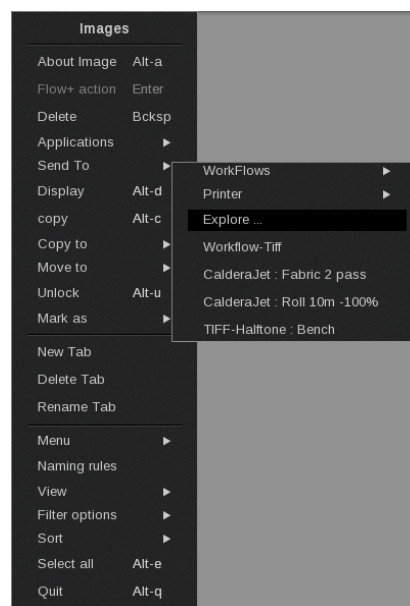 Images
About Image Alt-a
Flow+ action Enter
Delete Bcksp
Applications
Send To
Display Alt-d
copy Alt-c
Copy to
Move to
Unlock Alt-u
Mark as
New Tab
Delete Tab
Rename Tab
Menu
Naming rules
View
Filter options
Sort
Select all Alt-e
Quit Alt-q
WorkFlows
Printer
Explore ...
Workflow-Tiff
CalderaJet : Fabric 2 pass
CalderaJet : Roll 10m -100%
TIFF-Halftone : Bench